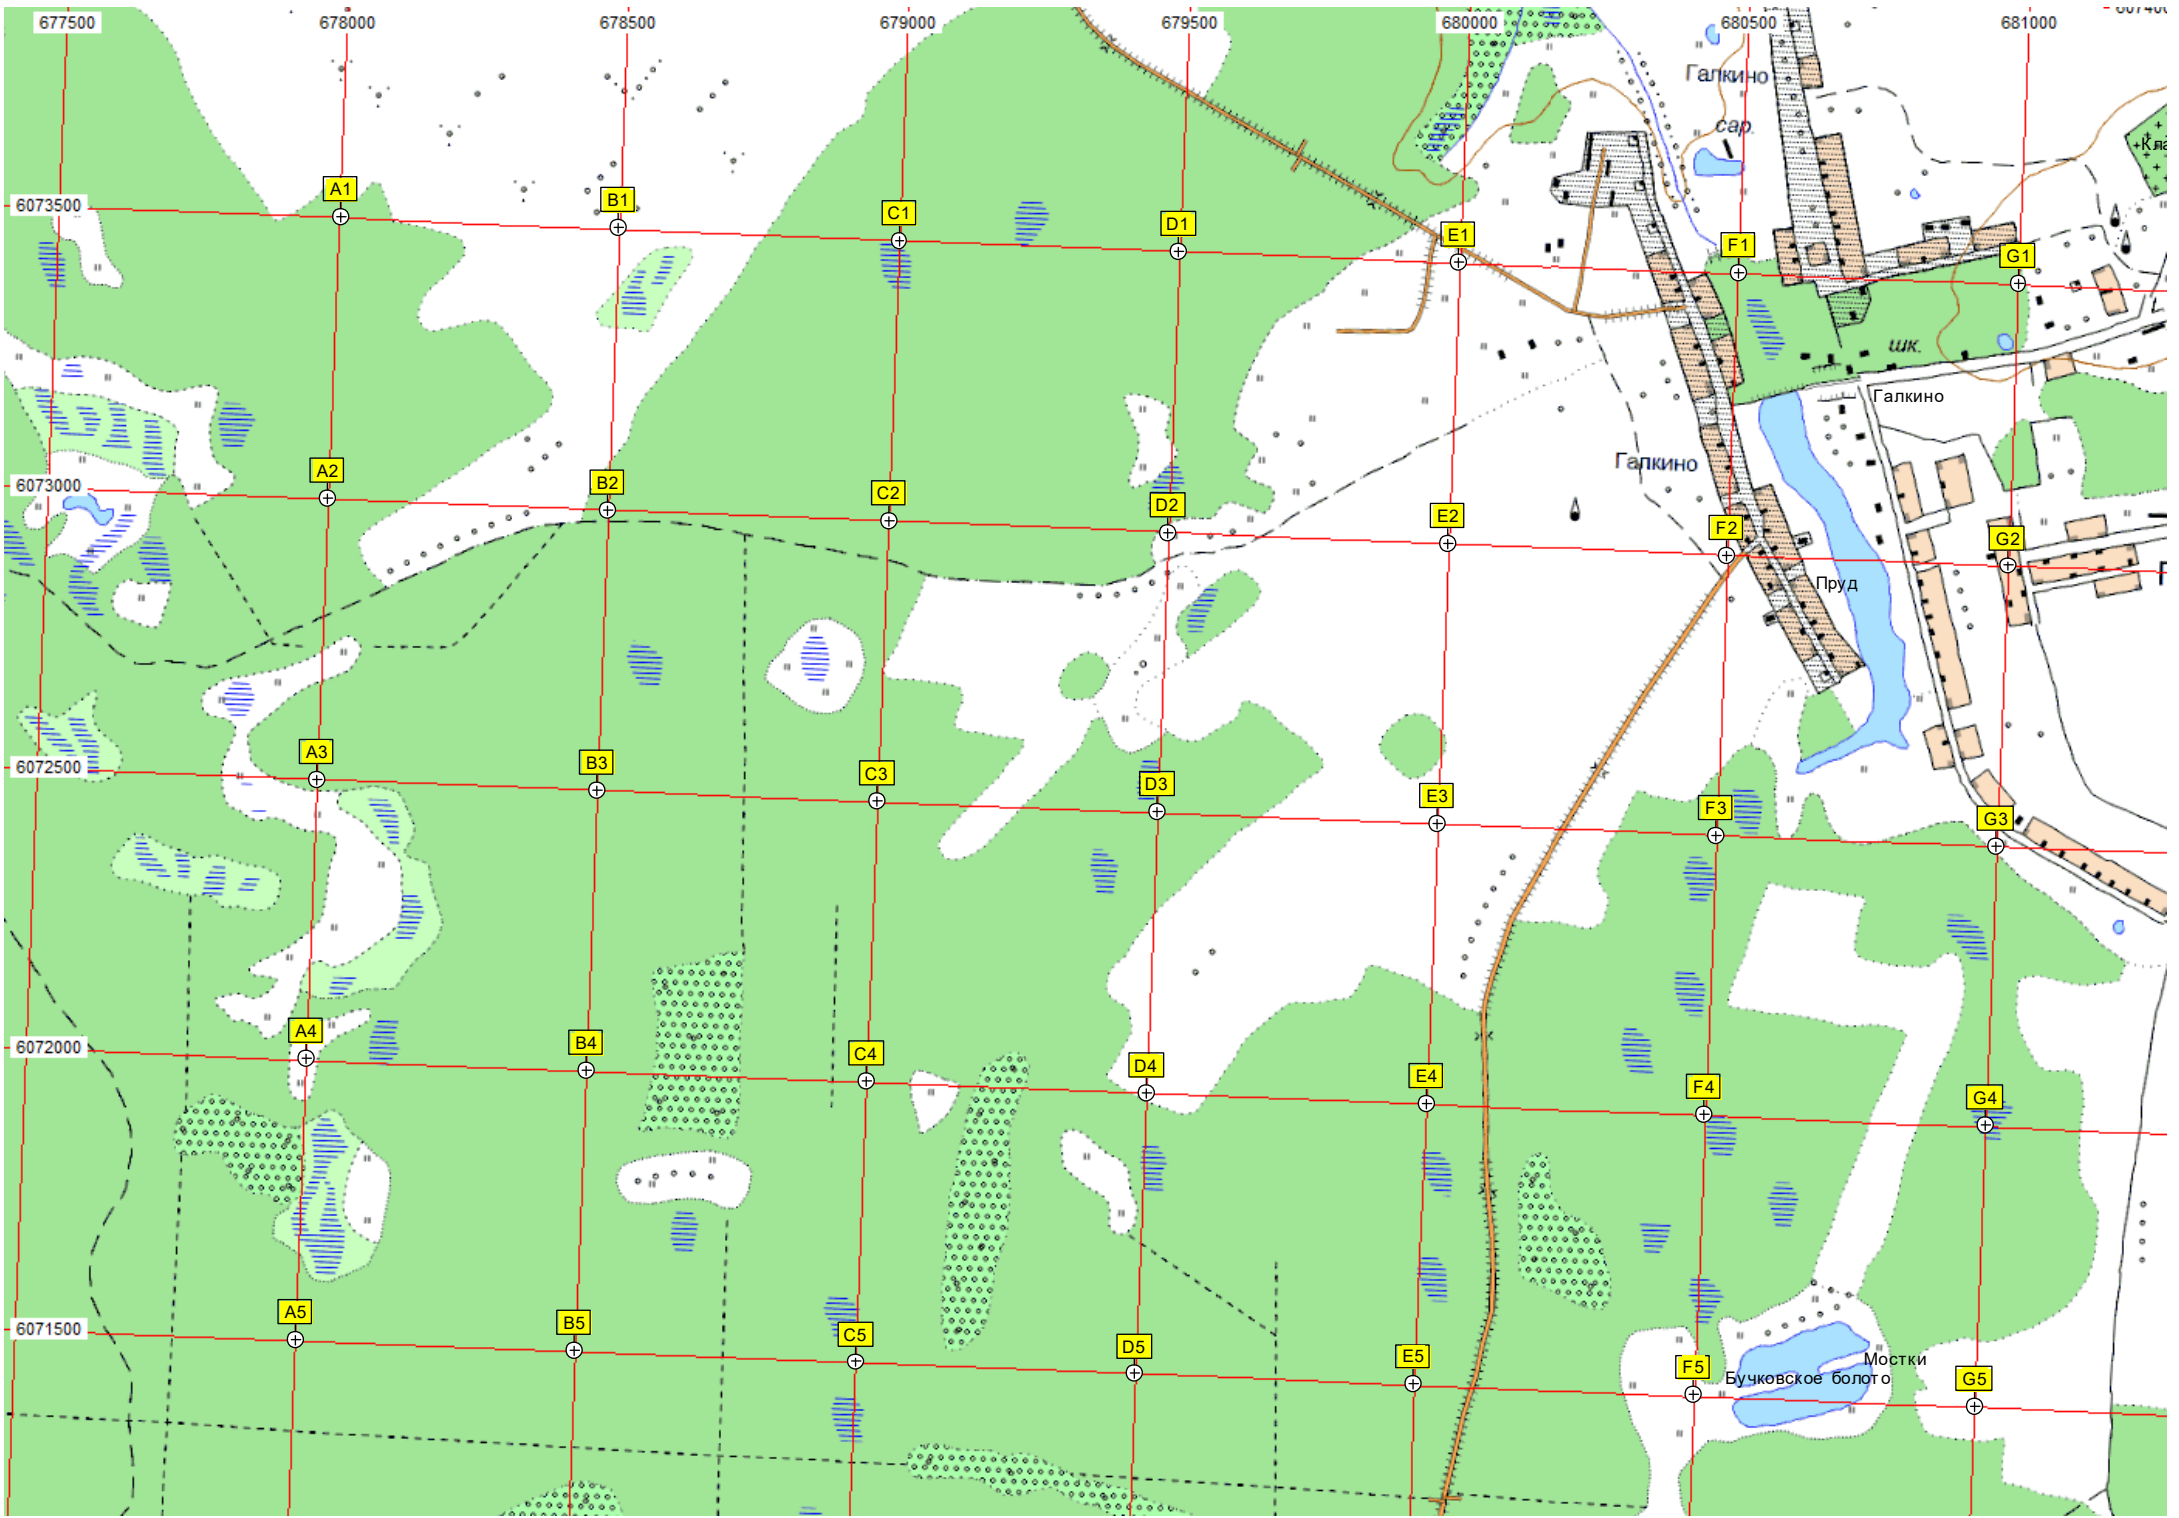 677500 678000 678500 679000 679500 680000 680500 681000
Галкино
сар.
6073500
A1 B1 C1 D1 E1 F1 G1
шк.
Галкино
Галкино
6073000
A2 B2 C2 D2 E2 F2 G2
Пруд
6072500
A3 B3 C3 D3 E3 F3 G3
6072000
A4 B4 C4 D4 E4 F4 G4
6071500
A5 B5 C5 D5 E5 F5 G5
Мостки
Бучковское болото